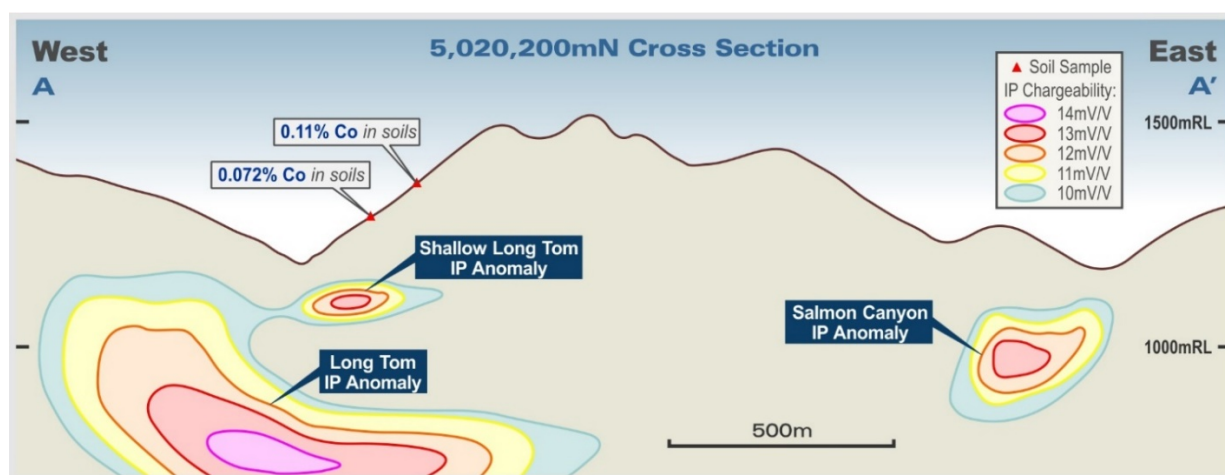 West
5,020,200mN Cross Section
East
A
A'
Soil Sample
IP Chargeability:
14mV/V
13mV/V
12mV/V
11mV/V
10mV/V
1500mRL
0.11% Co in soils
0.072% Co in soils
Shallow Long Tom
IP Anomaly
Salmon Canyon
IP Anomaly
1000mRL
Long Tom
IP Anomaly
500m